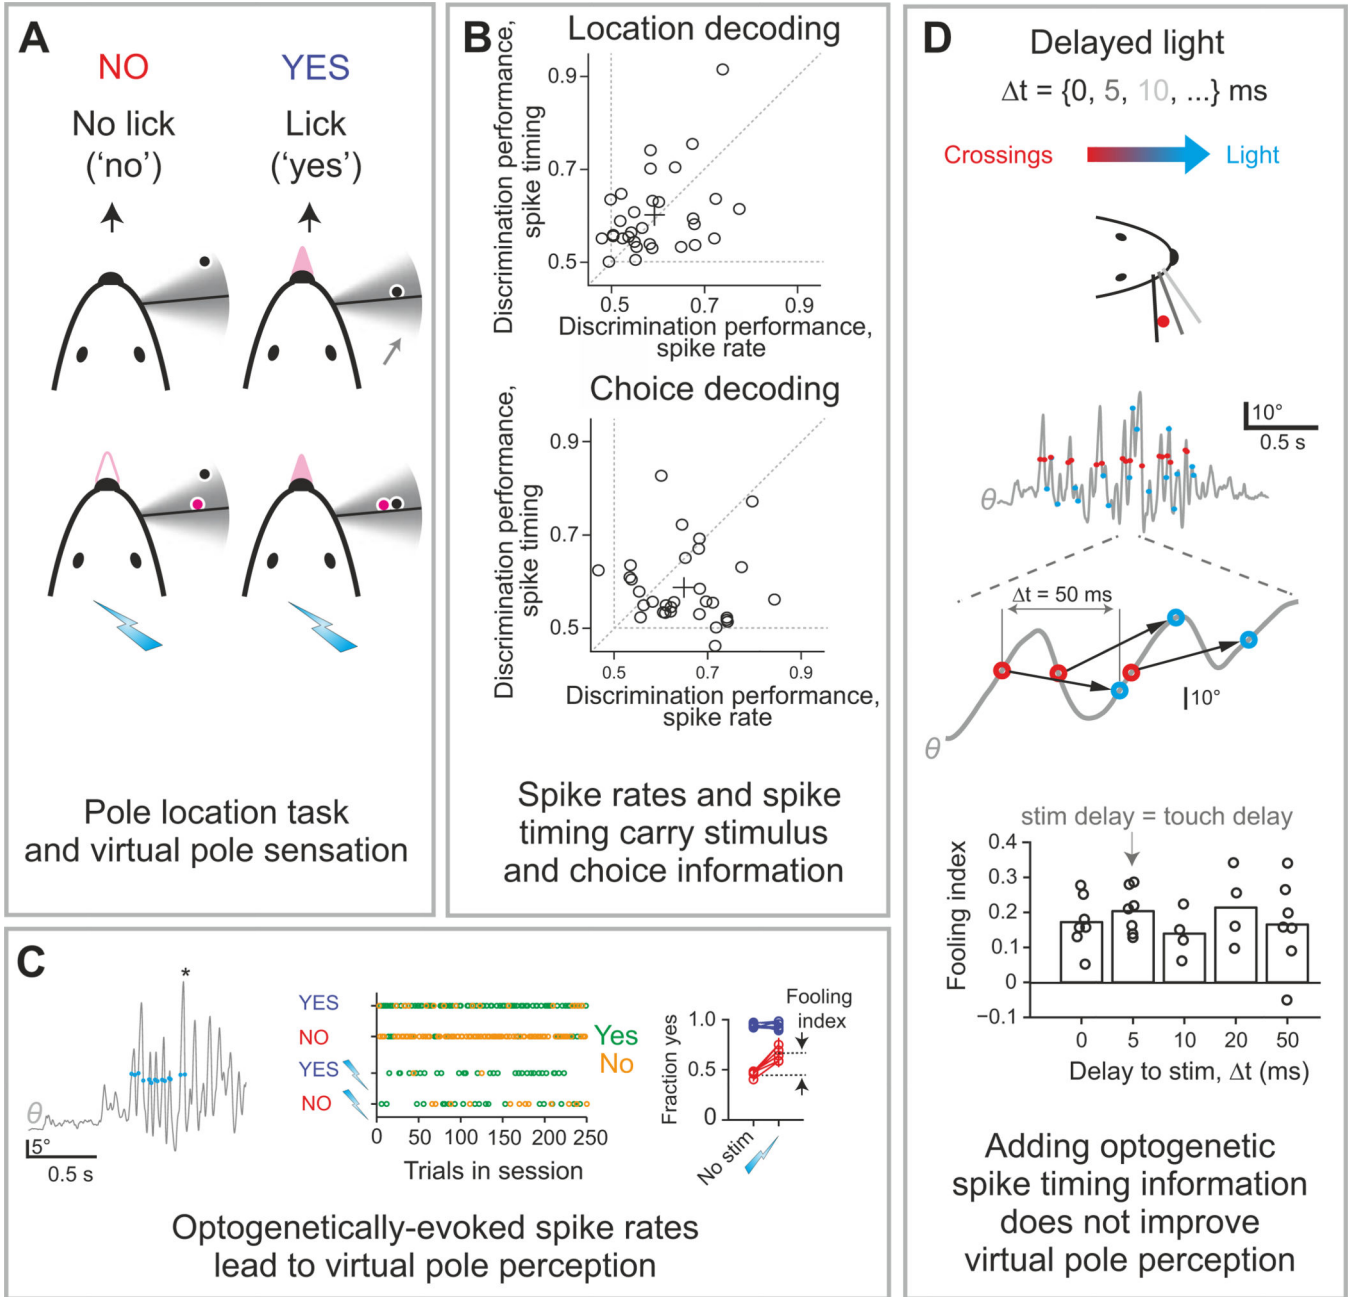 A
NO
YES
No lick
(‘no’)
Lick
(‘yes’)
Pole location task
and virtual pole sensation
B
Location decoding
Discrimination performance,
spike timing
0.9
0.7
0.5
0.5
0.7
0.9
Discrimination performance,
spike rate
Choice decoding
Discrimination performance,
spike timing
0.9
0.7
0.5
0.5
0.7
0.9
Discrimination performance,
spike rate
Spike rates and spike
timing carry stimulus
and choice information
C
*
θ
5°
0.5 s
YES
NO
YES
NO
Yes
No
0
50
100
150
200
250
Trials in session
Fraction yes
1.0
0.5
0
Fooling
index
No stim
Optogenetically-evoked spike rates
lead to virtual pole perception
D
Delayed light
Δt = {0, 5, 10, ...} ms
Crossings
Light
10°
0.5 s
θ
Δt = 50 ms
10°
θ
stim delay = touch delay
Fooling index
0.4
0.3
0.2
0.1
0
−0.1
0
5
10
20
50
Delay to stim, Δt (ms)
Adding optogenetic
spike timing information
does not improve
virtual pole perception